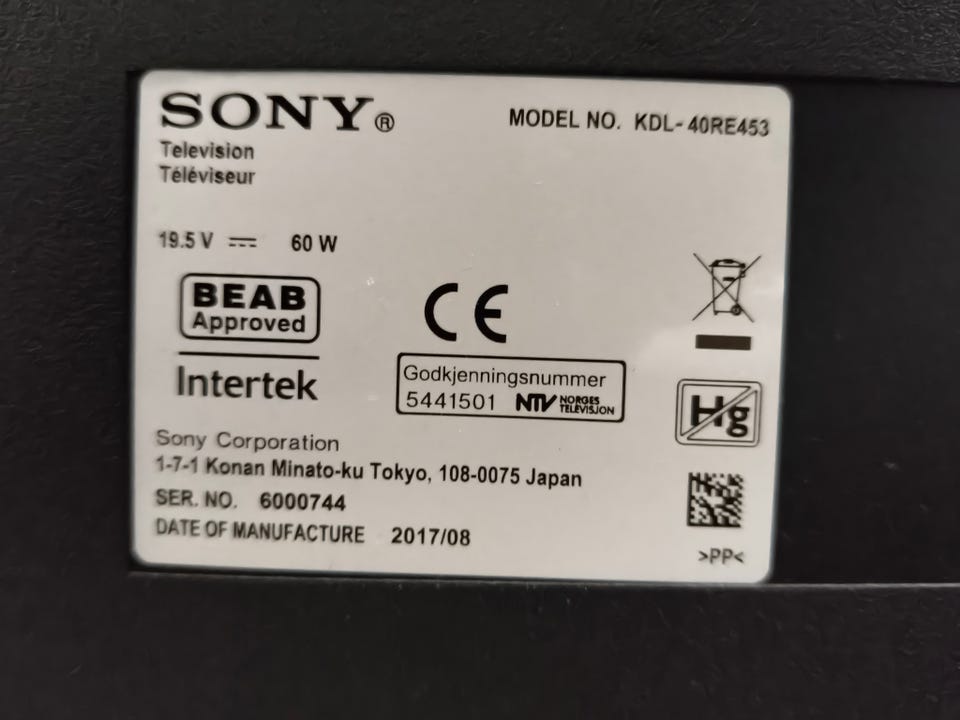 SONY®
MODEL NO. KDL-40RE453
Television
Téléviseur
19.5 V ⎓ 60 W
BEAB
Approved
Intertek
CE
Godkjenningsnummer
5441501 NTV NORGES
TELEVISJON
Hg
Sony Corporation
1-7-1 Konan Minato-ku Tokyo, 108-0075 Japan
SER. NO. 6000744
DATE OF MANUFACTURE 2017/08
>PP<